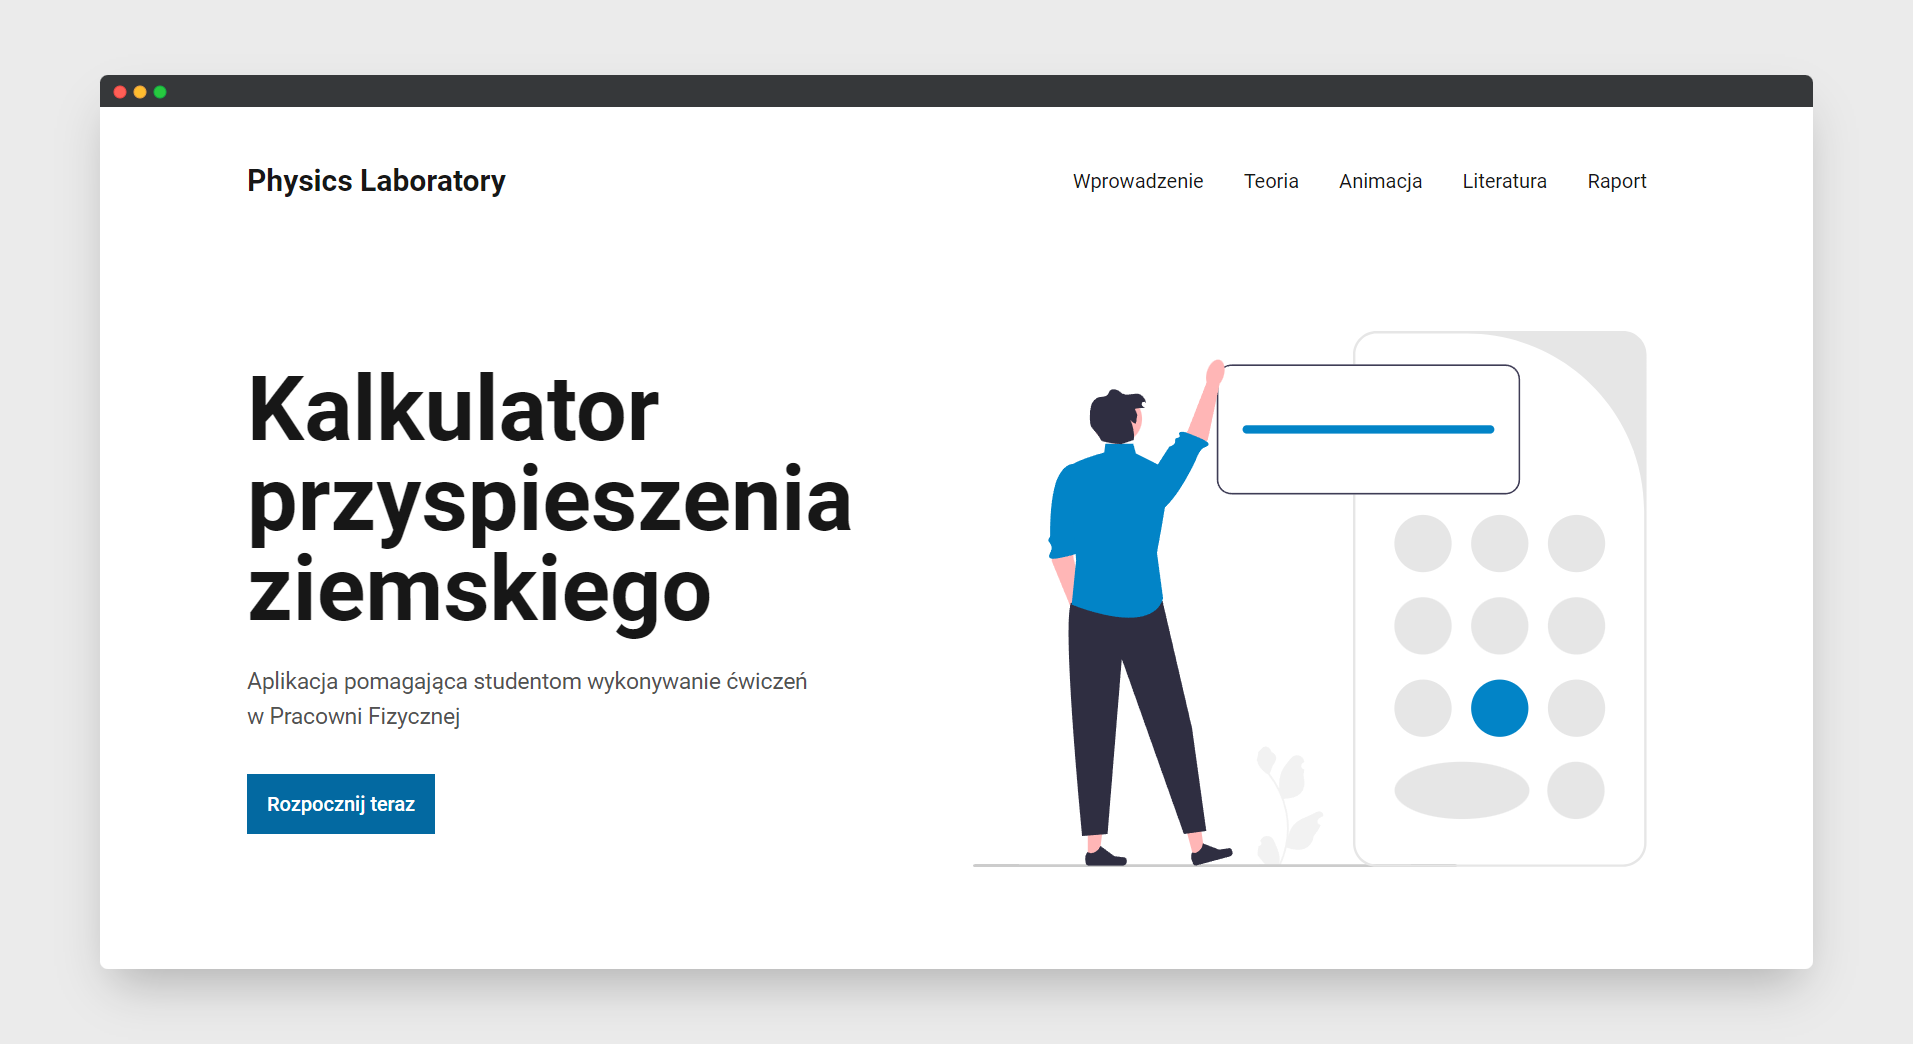 Physics Laboratory
Wprowadzenie Teoria Animacja Literatura Raport
Kalkulator
przyspieszenia
ziemskiego
Aplikacja pomagająca studentom wykonywanie ćwiczeń
w Pracowni Fizycznej
Rozpocznij teraz